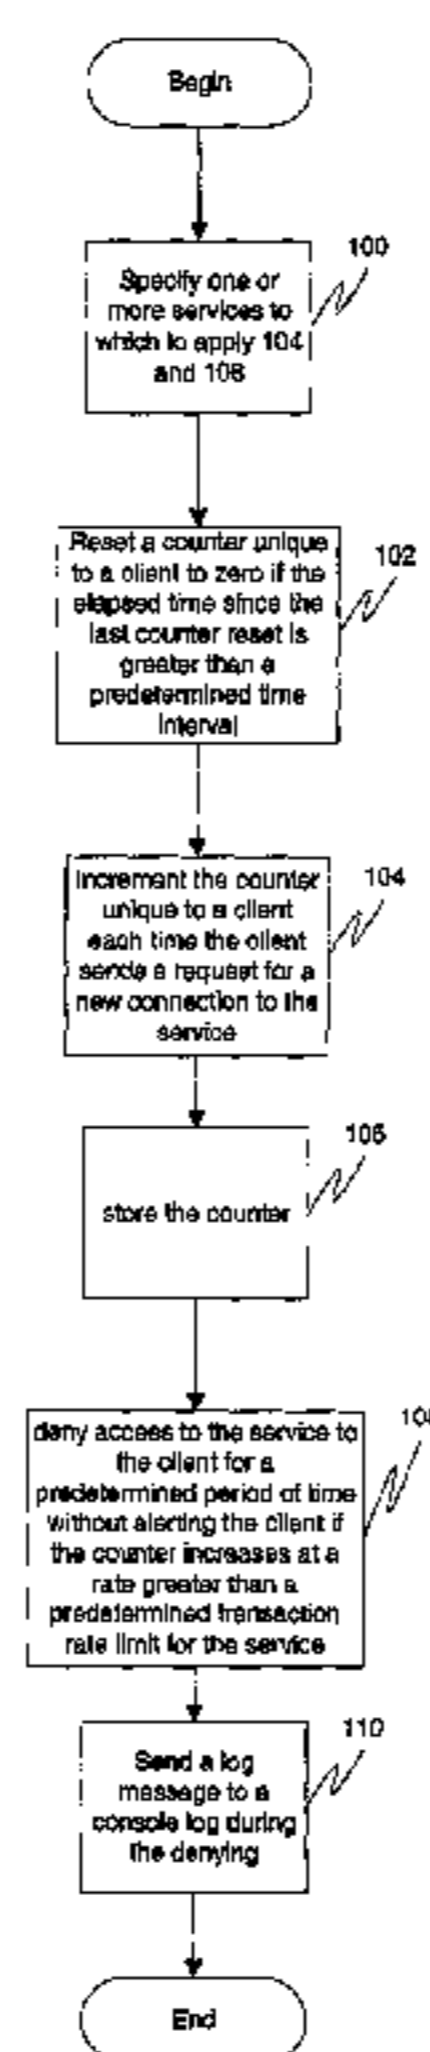 Begin
100
Specify one or
more services to
which to apply 104
and 108
102
Reset a counter unique
to a client to zero if the
elapsed time since the
last counter reset is
greater than a
predetermined time
interval
104
Increment the counter
unique to a client
each time the client
sends a request for a
new connection to the
service
106
store the counter
deny access to the service to
the client for a
predetermined period of time
without alerting the client if
the counter increases at a
rate greater than a
predetermined transaction
rate limit for the service
110
Send a log
message to a
console log during
the denying
End